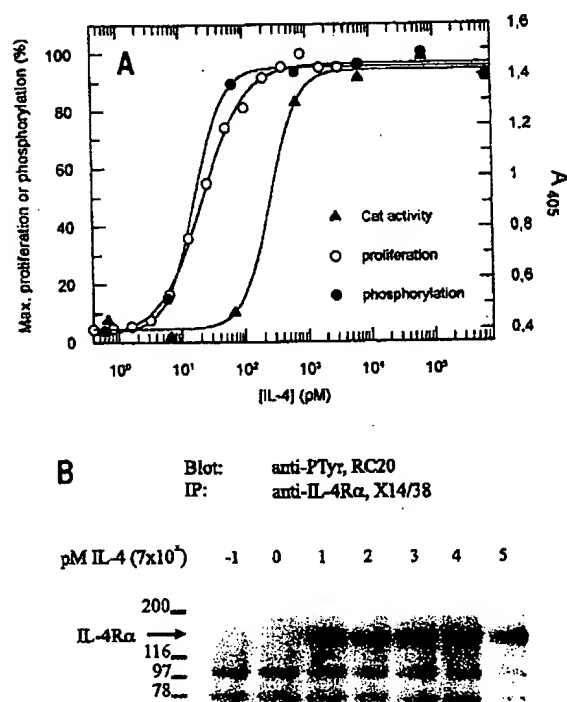 A
Max. proliferation or phosphorylation (%)
100
80
60
40
20
0
1,6
1,4
1,2
1
0,8
0,6
0,4
A405
▲ Cat activity
○ proliferation
● phosphorylation
10⁰ 10¹ 10² 10³ 10⁴ 10⁵
[IL-4] (pM)
B
Blot: anti-PTyr, RC20
IP: anti-IL-4Rα, X14/38
pM IL-4 (7x10ˣ) -1 0 1 2 3 4 5
200
IL-4Rα →
116
97
78